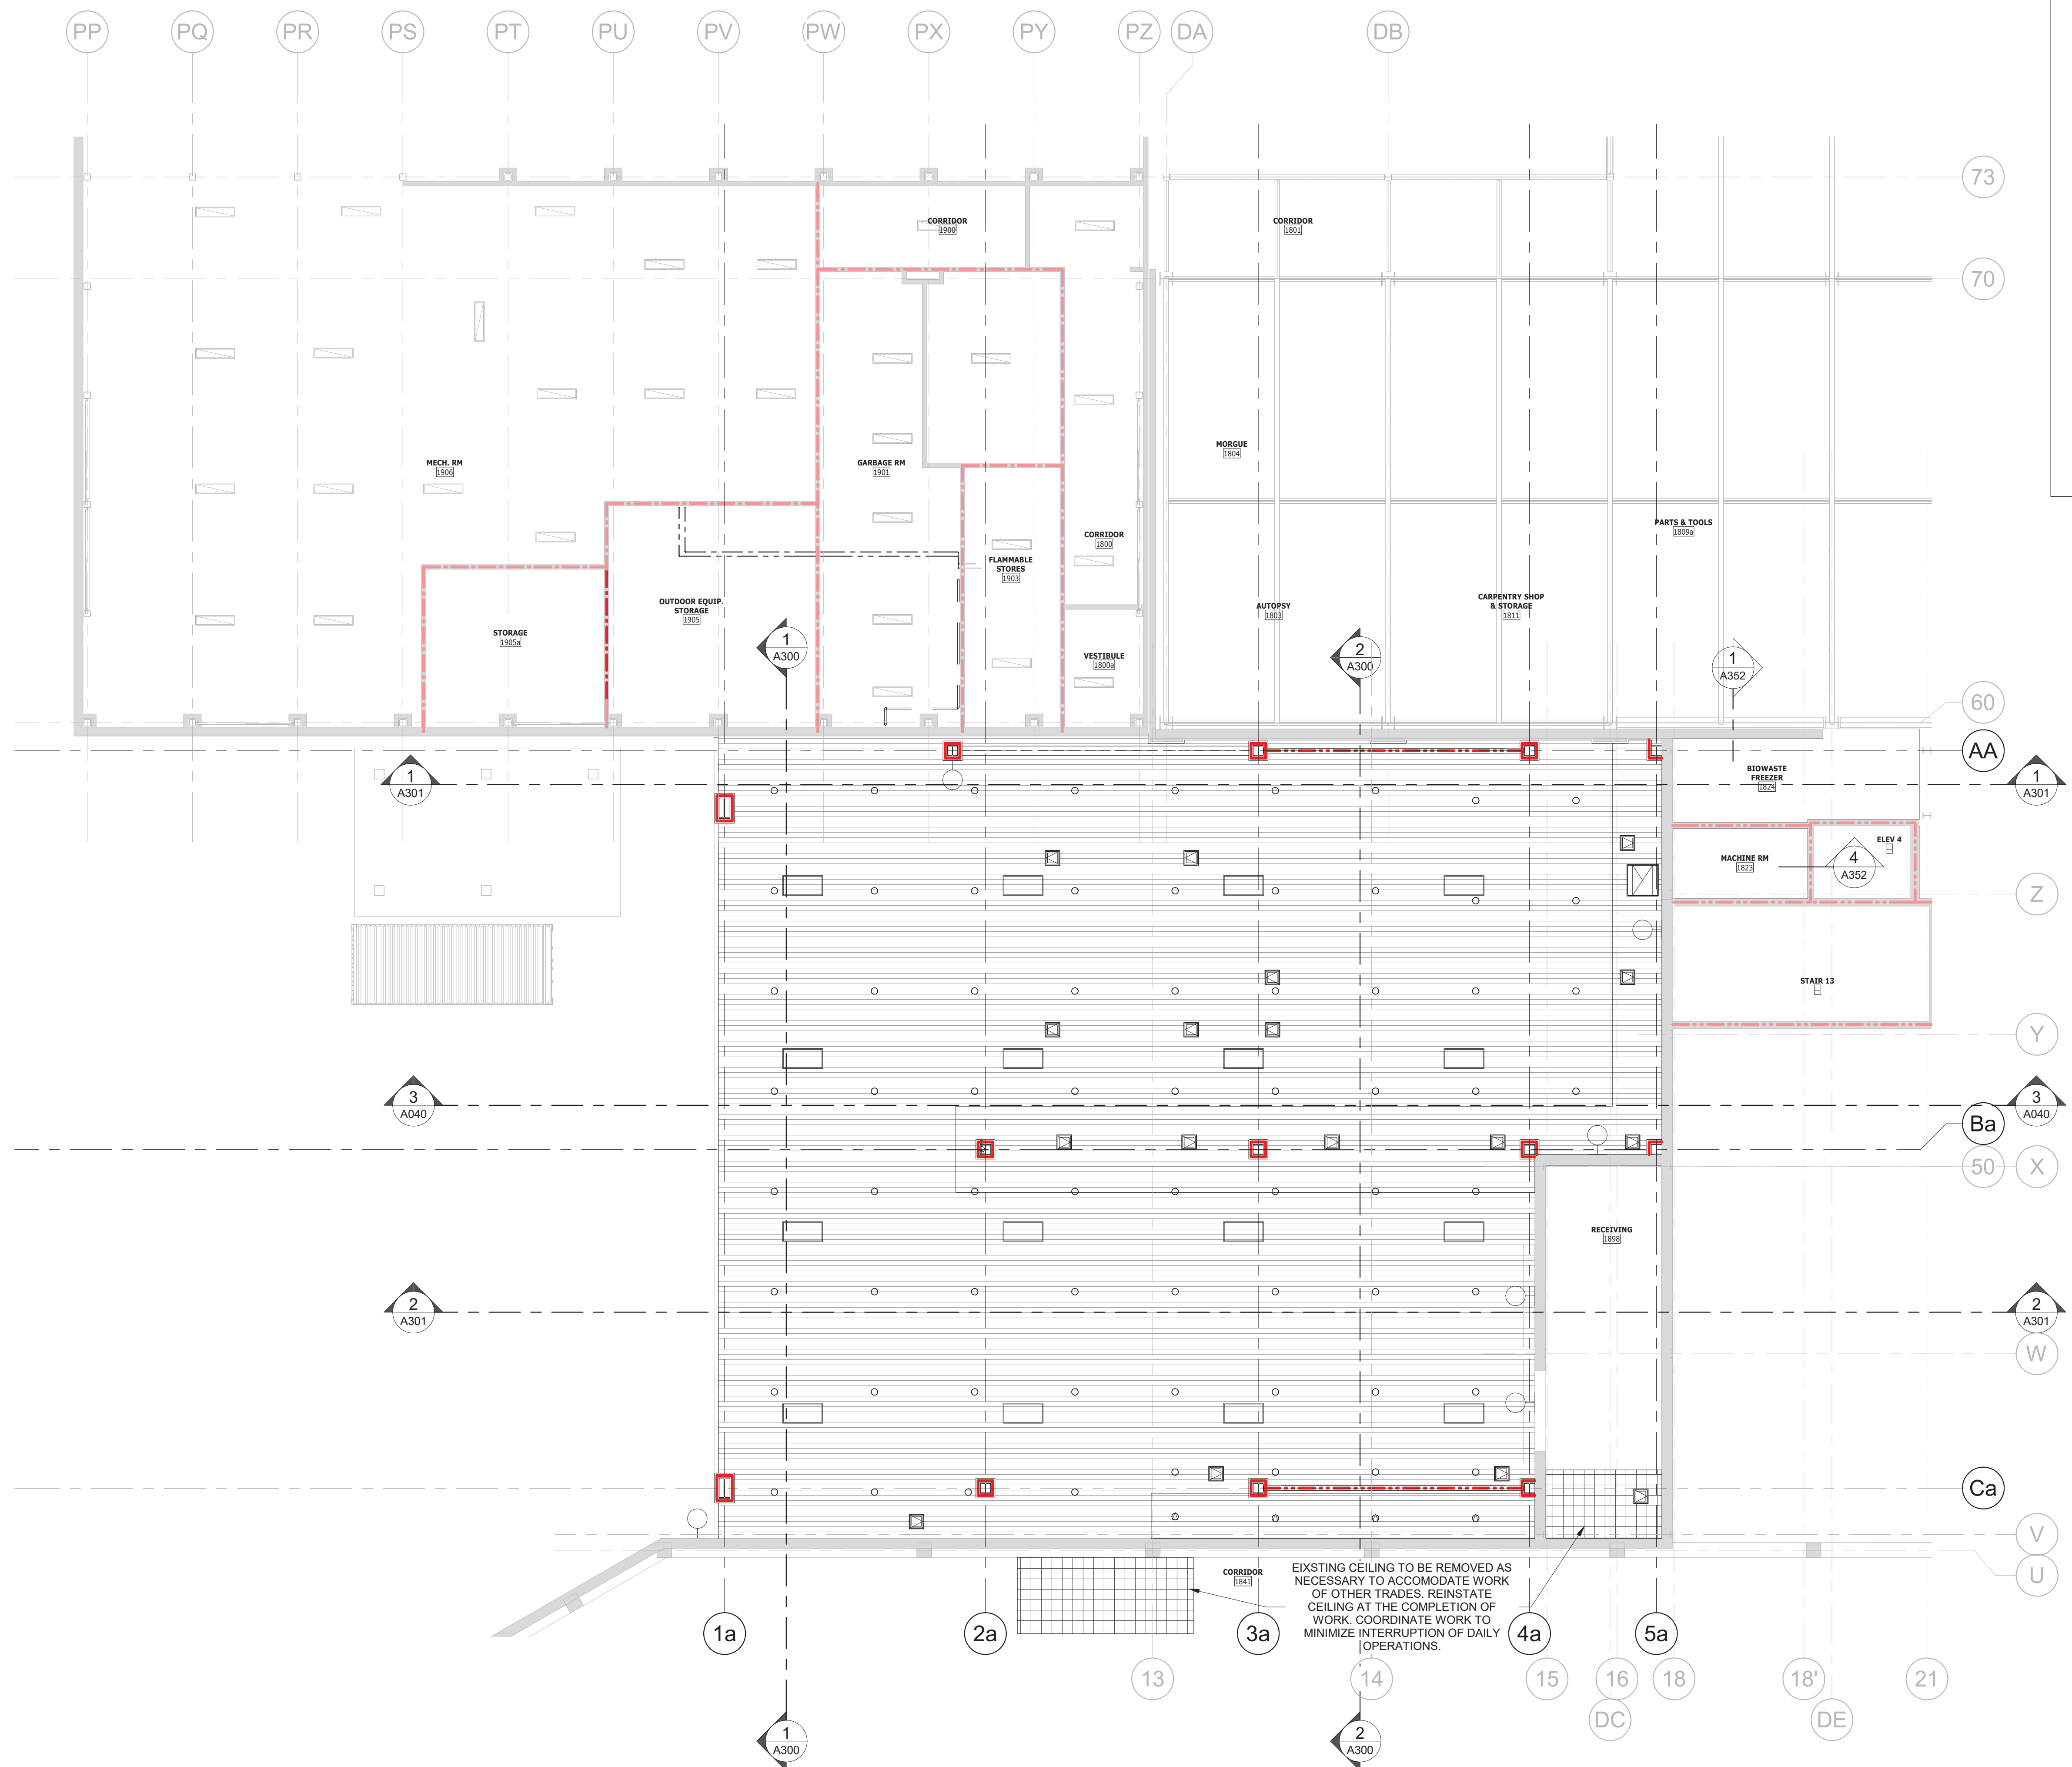 PP PQ PR PS PT PU PV PW PX PY PZ DA DB
73
CORRIDOR
1900
CORRIDOR
1801
70
MORGUE
1804
MECH. RM
1906
GARBAGE RM
1901
PARTS & TOOLS
1809a
CORRIDOR
1800
FLAMMABLE
STORES
1903
OUTDOOR EQUIP.
STORAGE
1905
CARPENTRY SHOP
& STORAGE
1811
AUTOPSY
1803
STORAGE
1905a
1
A300
2
A300
VESTIBULE
1800a
1
A352
60
AA
1
A301
BIOWASTE
FREEZER
1824
1
A301
ELEV 4
MACHINE RM
1823
4
A352
Z
STAIR 13
Y
3
A040
3
A040
Ba
50
X
RECEIVING
1898
2
A301
2
A301
W
Ca
V
U
CORRIDOR
1841
EIXSTING CEILING TO BE REMOVED AS
NECESSARY TO ACCOMODATE WORK
OF OTHER TRADES. REINSTATE
CEILING AT THE COMPLETION OF
WORK. COORDINATE WORK TO
MINIMIZE INTERRUPTION OF DAILY
OPERATIONS.
1a 2a 3a 4a 5a
13 14 15 16 18 18' 21
DC DE
1
A300
2
A300